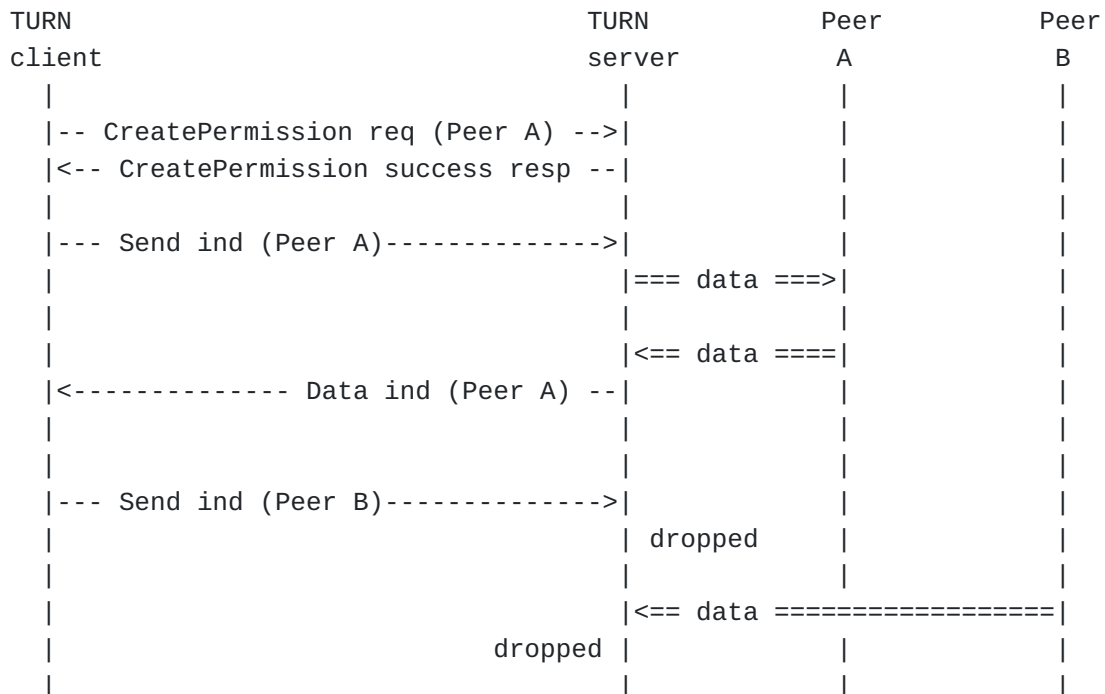 TURN                                 TURN           Peer          Peer
client                               server          A             B
  |                                    |             |             |
  |-- CreatePermission req (Peer A) -->|             |             |
  |<-- CreatePermission success resp --|             |             |
  |                                    |             |             |
  |--- Send ind (Peer A)-------------->|             |             |
  |                                    |=== data ===>|             |
  |                                    |             |             |
  |                                    |<== data ====|             |
  |<-------------- Data ind (Peer A) --|             |             |
  |                                    |             |             |
  |                                    |             |             |
  |--- Send ind (Peer B)-------------->|             |             |
  |                                    | dropped     |             |
  |                                    |             |             |
  |                                    |<== data ==================|
  |                            dropped |             |             |
  |                                    |             |             |